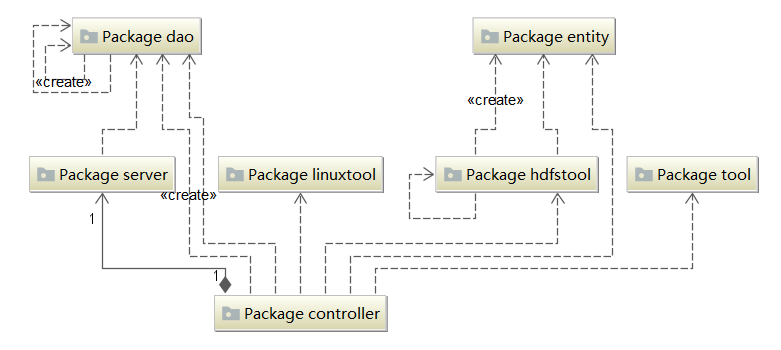 Package dao
Package entity
«create»
«create»
Package server
Package linuxtool
Package hdfstool
Package tool
«create»
1
1
Package controller